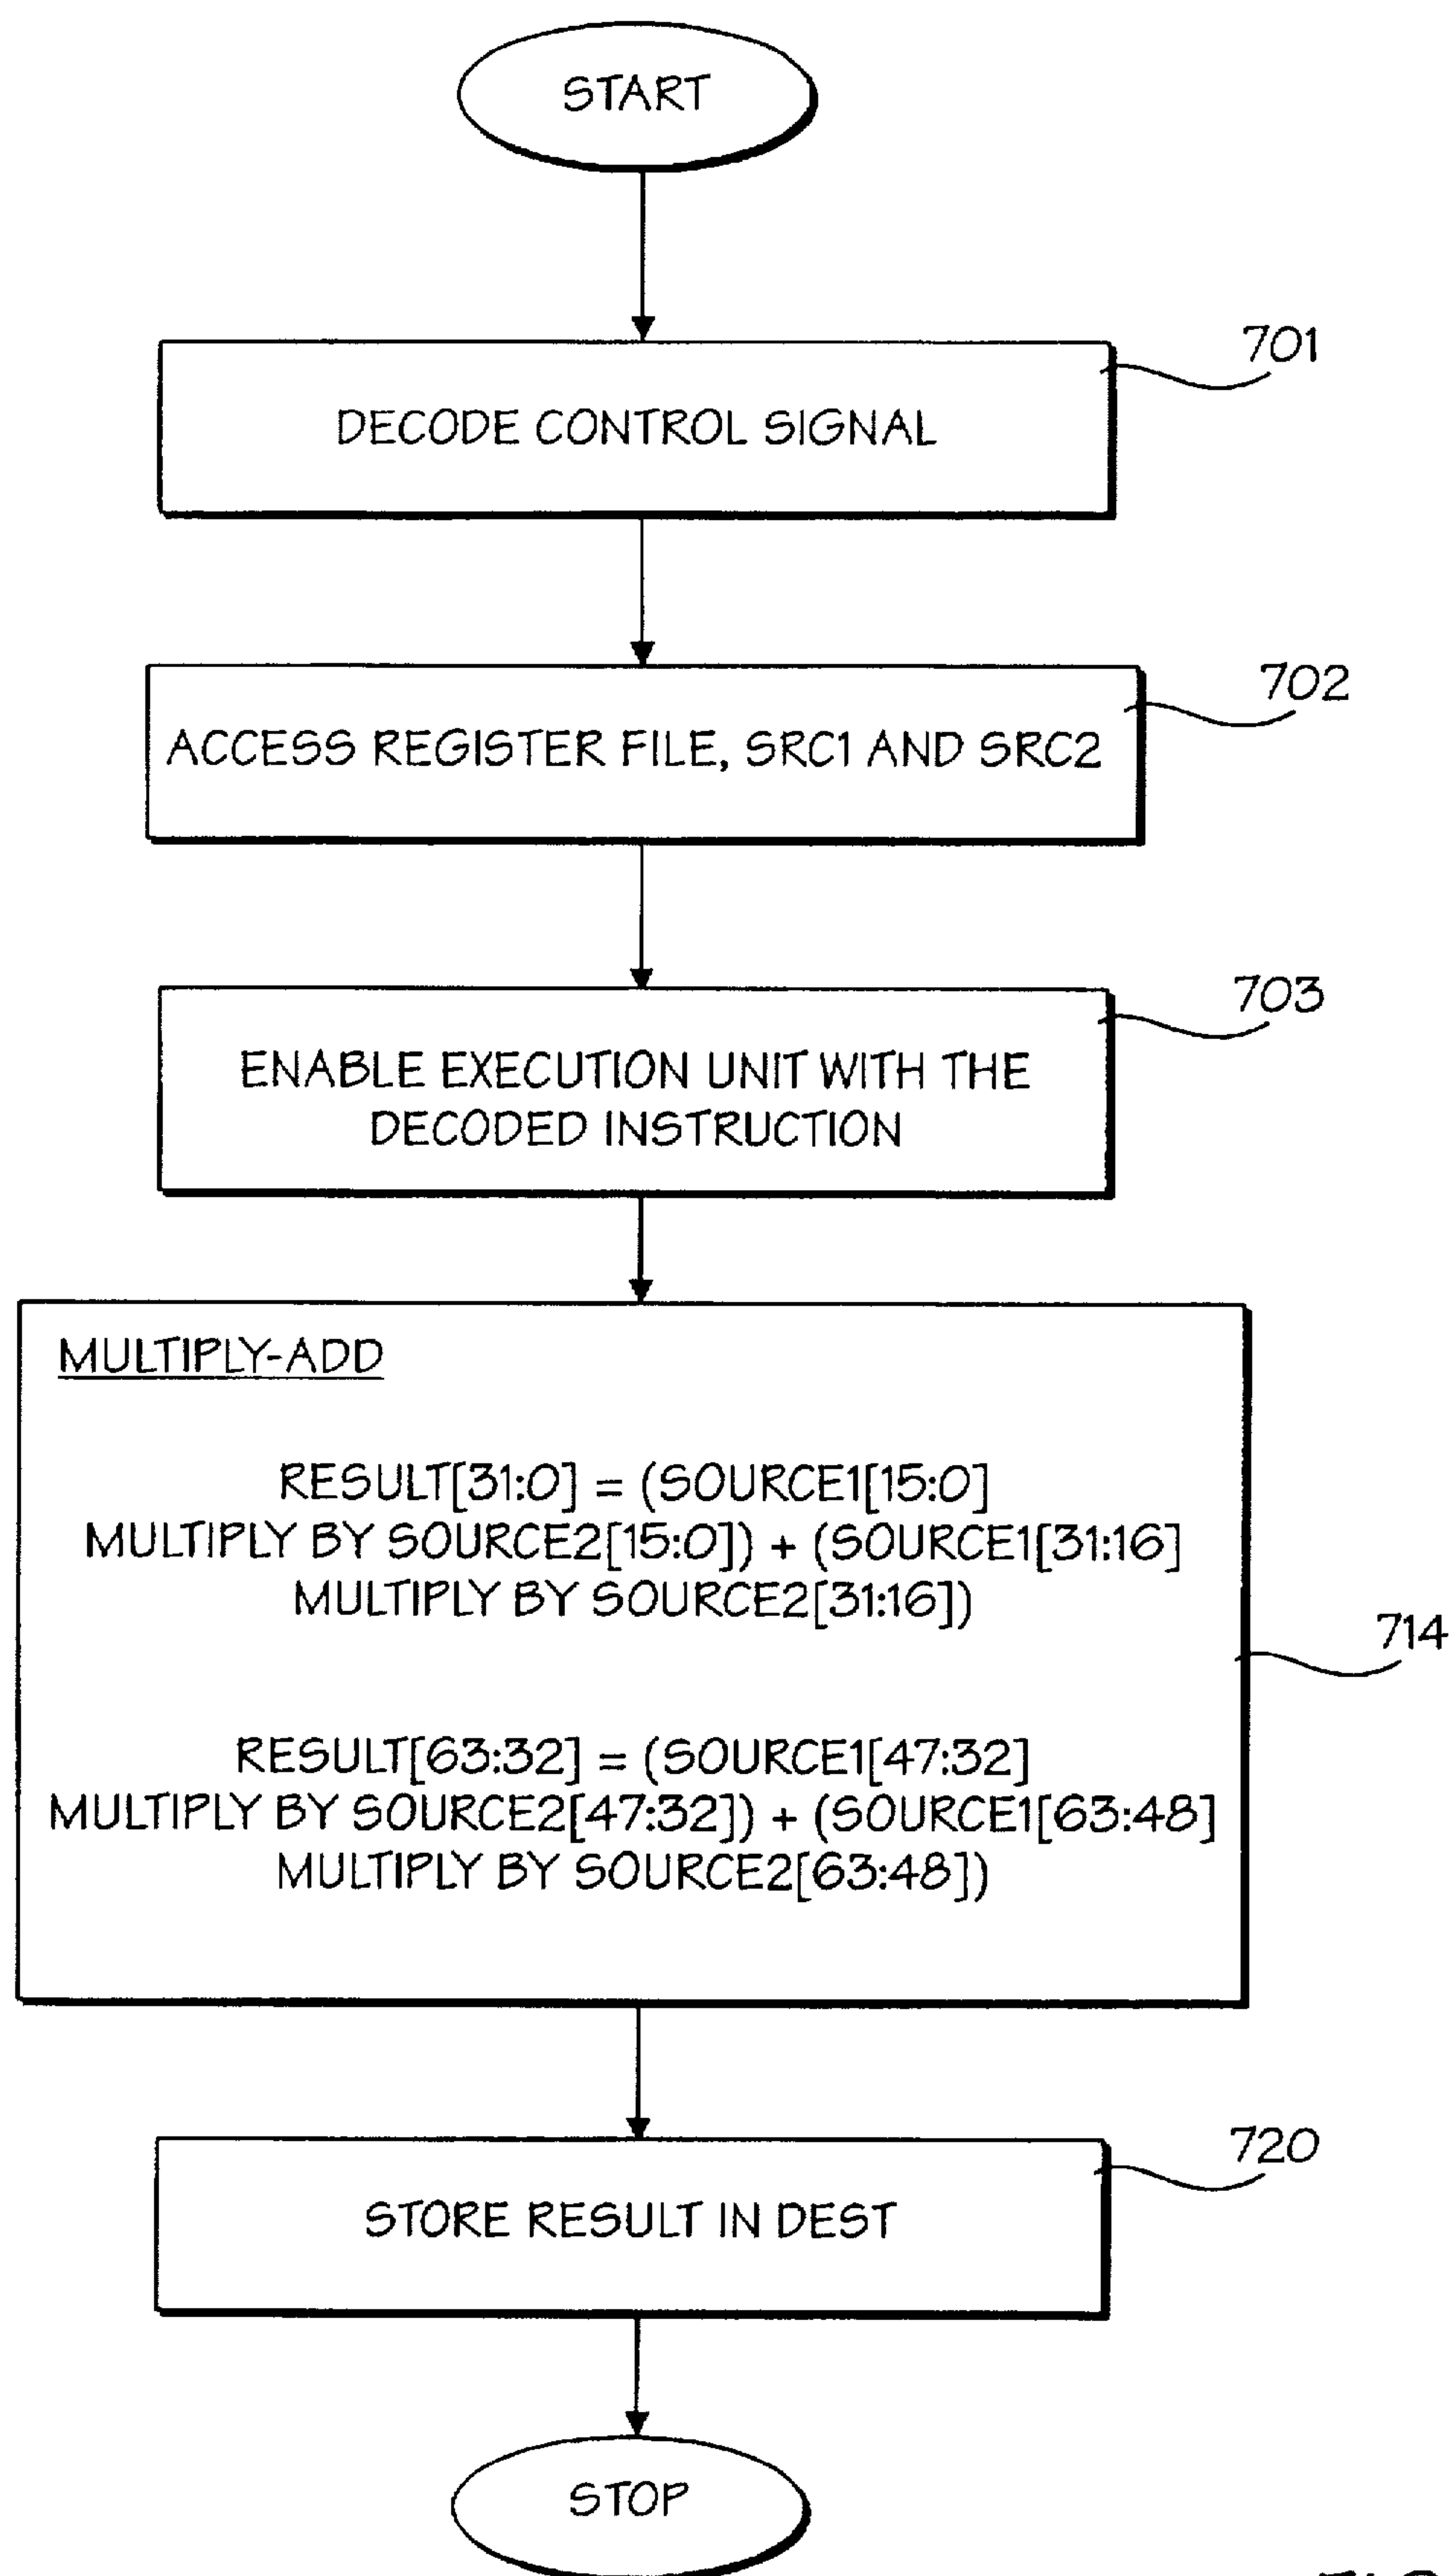 START
701
DECODE CONTROL SIGNAL
702
ACCESS REGISTER FILE, SRC1 AND SRC2
703
ENABLE EXECUTION UNIT WITH THE
DECODED INSTRUCTION
MULTIPLY-ADD
RESULT[31:0] = (SOURCE1[15:0]
MULTIPLY BY SOURCE2[15:0]) + (SOURCE1[31:16]
MULTIPLY BY SOURCE2[31:16])
714
RESULT[63:32] = (SOURCE1[47:32]
MULTIPLY BY SOURCE2[47:32]) + (SOURCE1[63:48]
MULTIPLY BY SOURCE2[63:48])
720
STORE RESULT IN DEST
STOP